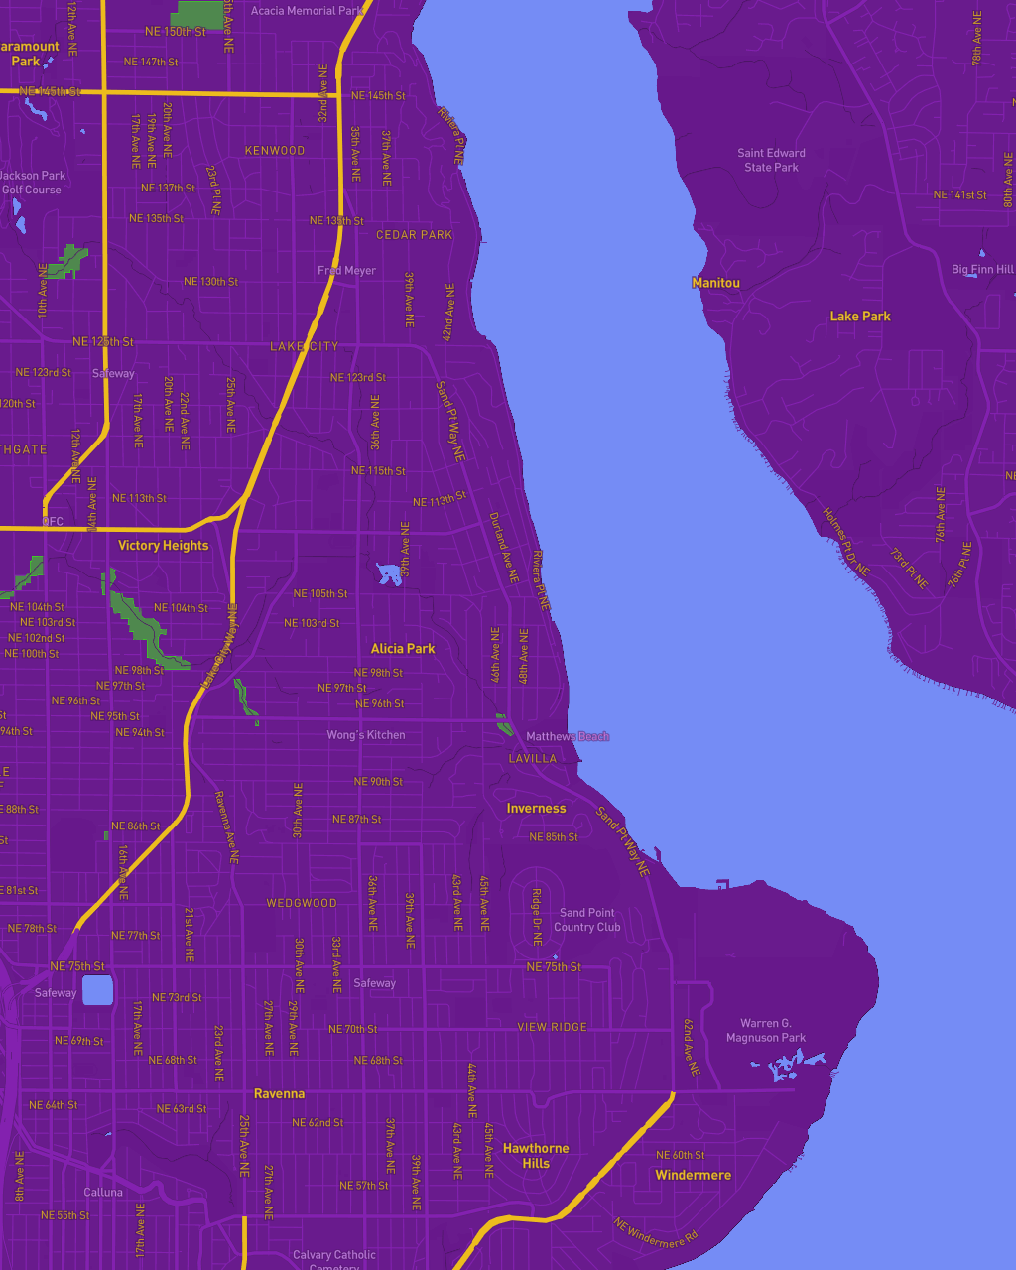 Acacia Memorial Park
12th Ave NE
15th Ave NE
78th Ave NE
NE 150th St
aramount
Park
NE 147th St
32nd Ave NE
NE 145th St
NE 145th St
17th Ave NE
19th Ave NE
20th Ave NE
35th Ave NE
37th Ave NE
Riviera Pl NE
KENWOOD
Saint Edward
State Park
80th Ave NE
Jackson Park
Golf Course
NE 137th St
23rd Pl NE
NE 141st St
NE 135th St
NE 135th St
CEDAR PARK
Fred Meyer
Big Finn Hill
10th Ave NE
NE 130th St
39th Ave NE
42nd Ave NE
Manitou
Lake Park
NE 125th St
LAKE CITY
NE 123rd St
Safeway
NE 123rd St
120th St
17th Ave NE
20th Ave NE
22nd Ave NE
25th Ave NE
36th Ave NE
Sand Pt Way NE
THGATE
12th Ave NE
NE 115th St
14th Ave NE
NE 113th St
NE 113th St
NE
76th Ave NE
QFC
Victory Heights
39th Ave NE
Durland Ave NE
Riviera Pl NE
Holmes Pt Dr NE
73rd Pl NE
76th Pl NE
NE 105th St
NE 104th St
NE 104th St
NE 103rd St
NE 103rd St
NE 102nd St
Lake City Way NE
NE 100th St
Alicia Park
46th Ave NE
48th Ave NE
NE 98th St
NE 98th St
NE 97th St
NE 97th St
NE 96th St
NE 96th St
St
NE 95th St
94th St
NE 94th St
Wong's Kitchen
Matthews Beach
LAVILLA
LE
NE 90th St
E
NE 88th St
Ravenna Ave NE
30th Ave NE
Inverness
Sand Pt Way NE
NE 87th St
NE 86th St
NE 85th St
St
16th Ave NE
E 81st St
36th Ave NE
39th Ave NE
43rd Ave NE
45th Ave NE
Ridge Dr NE
WEDGWOOD
Sand Point
Country Club
21st Ave NE
NE 78th St
NE 77th St
30th Ave NE
33rd Ave NE
NE 75th St
NE 75th St
Safeway
Safeway
NE 73rd St
17th Ave NE
23rd Ave NE
27th Ave NE
29th Ave NE
NE 70th St
VIEW RIDGE
62nd Ave NE
Warren G.
Magnuson Park
NE 69th St
NE 68th St
NE 68th St
44th Ave NE
Ravenna
NE 64th St
NE 63rd St
25th Ave NE
NE 62nd St
37th Ave NE
43rd Ave NE
45th Ave NE
Hawthorne
Hills
NE 60th St
Windermere
8th Ave NE
27th Ave NE
39th Ave NE
NE 57th St
Calluna
NE 55th St
17th Ave NE
NE Windermere Rd
Calvary Catholic
Cemetery